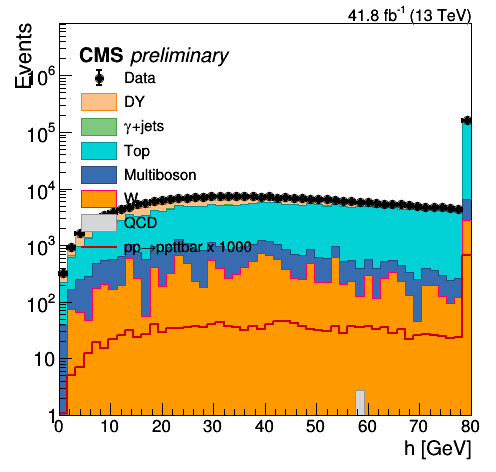 41.8 fb⁻¹ (13 TeV)
Events
CMS preliminary
Data
DY
γ+jets
Top
Multiboson
W
QCD
pp→ppttbar x 1000
10⁶
10⁵
10⁴
10³
10²
10
1
0 10 20 30 40 50 60 70 80
h [GeV]